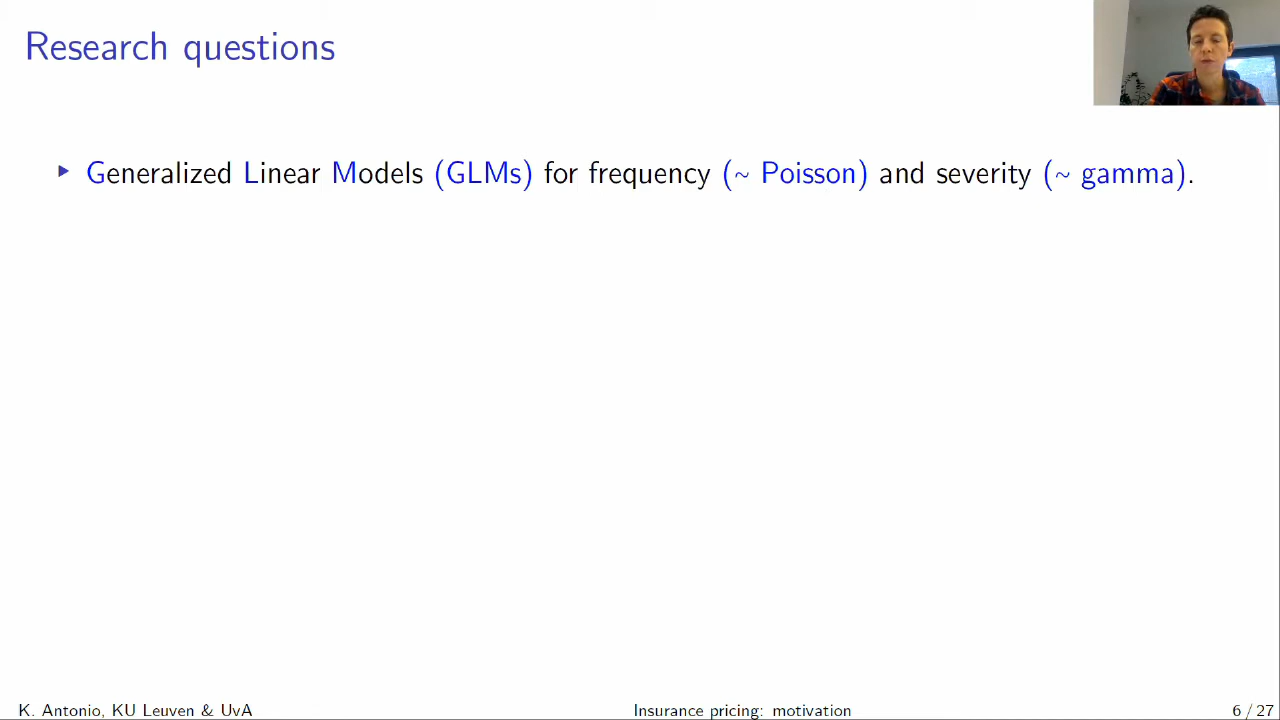 Research questions
Generalized Linear Models (GLMs) for frequency (~ Poisson) and severity (~ gamma).
K. Antonio, KU Leuven & UvA
Insurance pricing: motivation
6 / 27